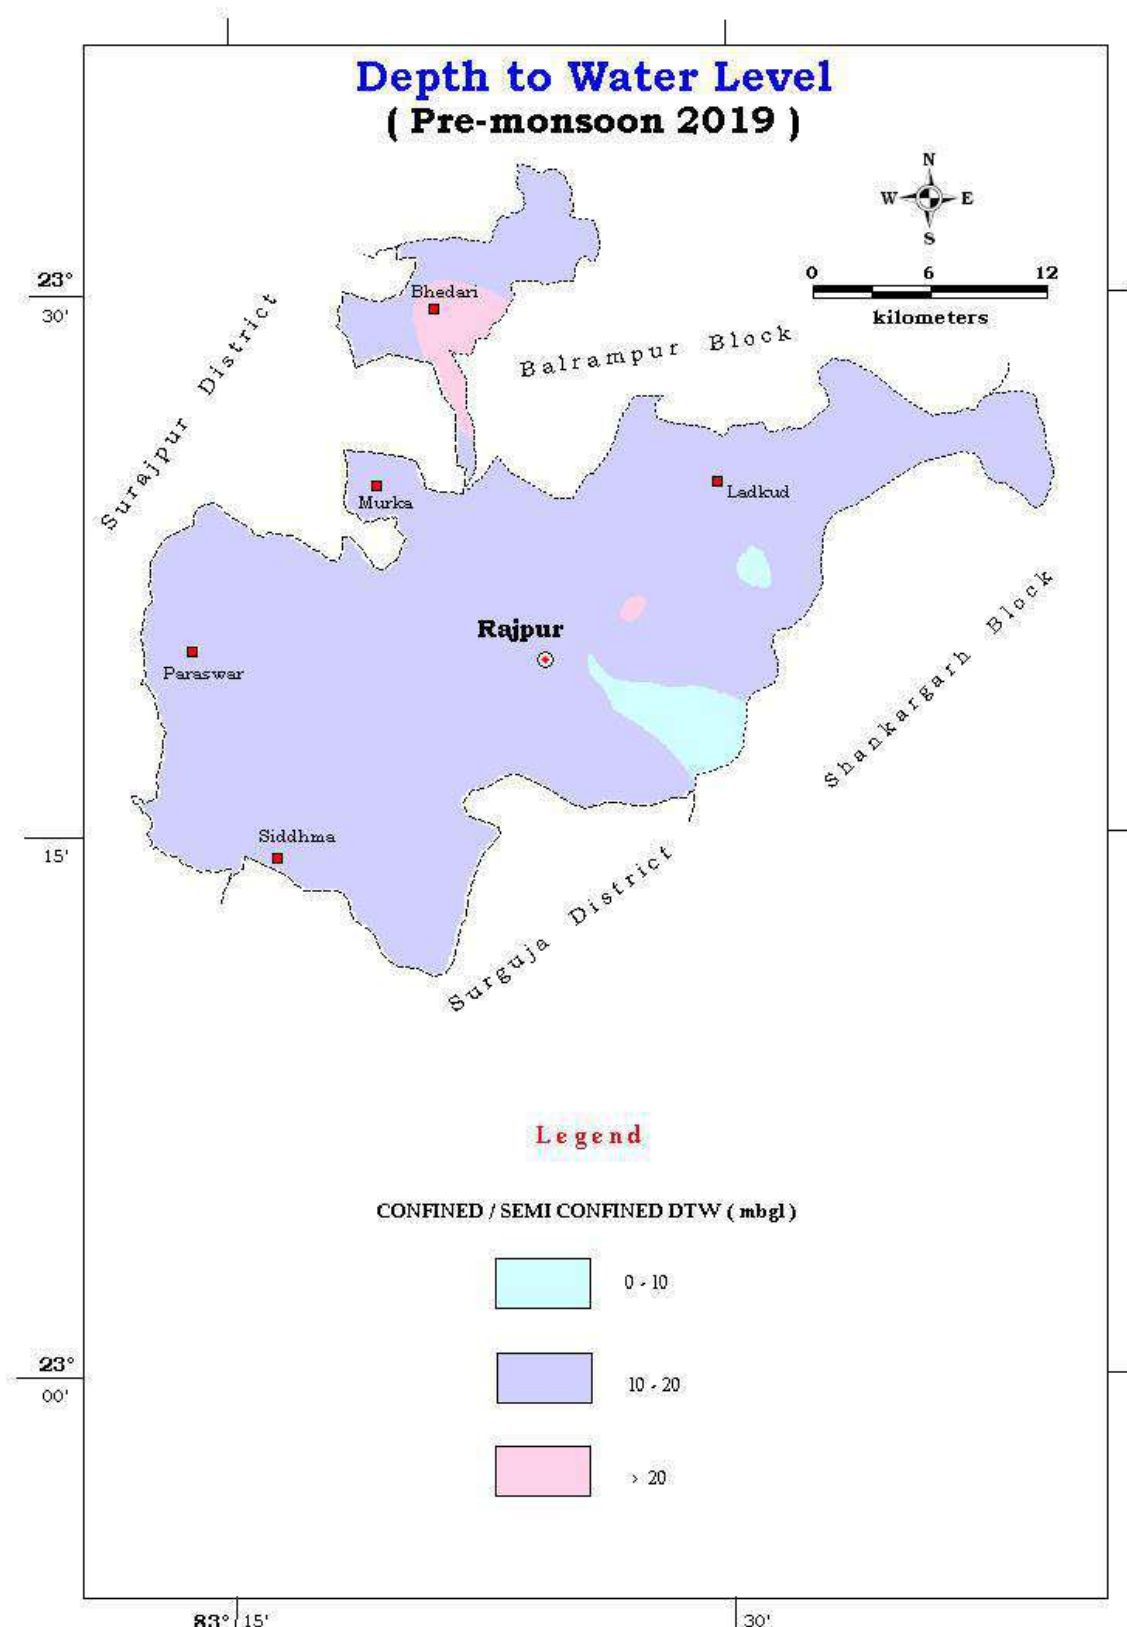 Depth to Water Level
( Pre-monsoon 2019 )
N
W E
S
0 6 12
kilometers
23°
30'
Bhedari
Surajpur District
Balrampur Block
Murka
Ladkud
Rajpur
Paraswar
Shankargarh Block
Siddhma
15'
Surguja District
Legend
CONFINED / SEMI CONFINED DTW ( mbgl )
0 - 10
10 - 20
> 20
23°
00'
83° 15'
30'